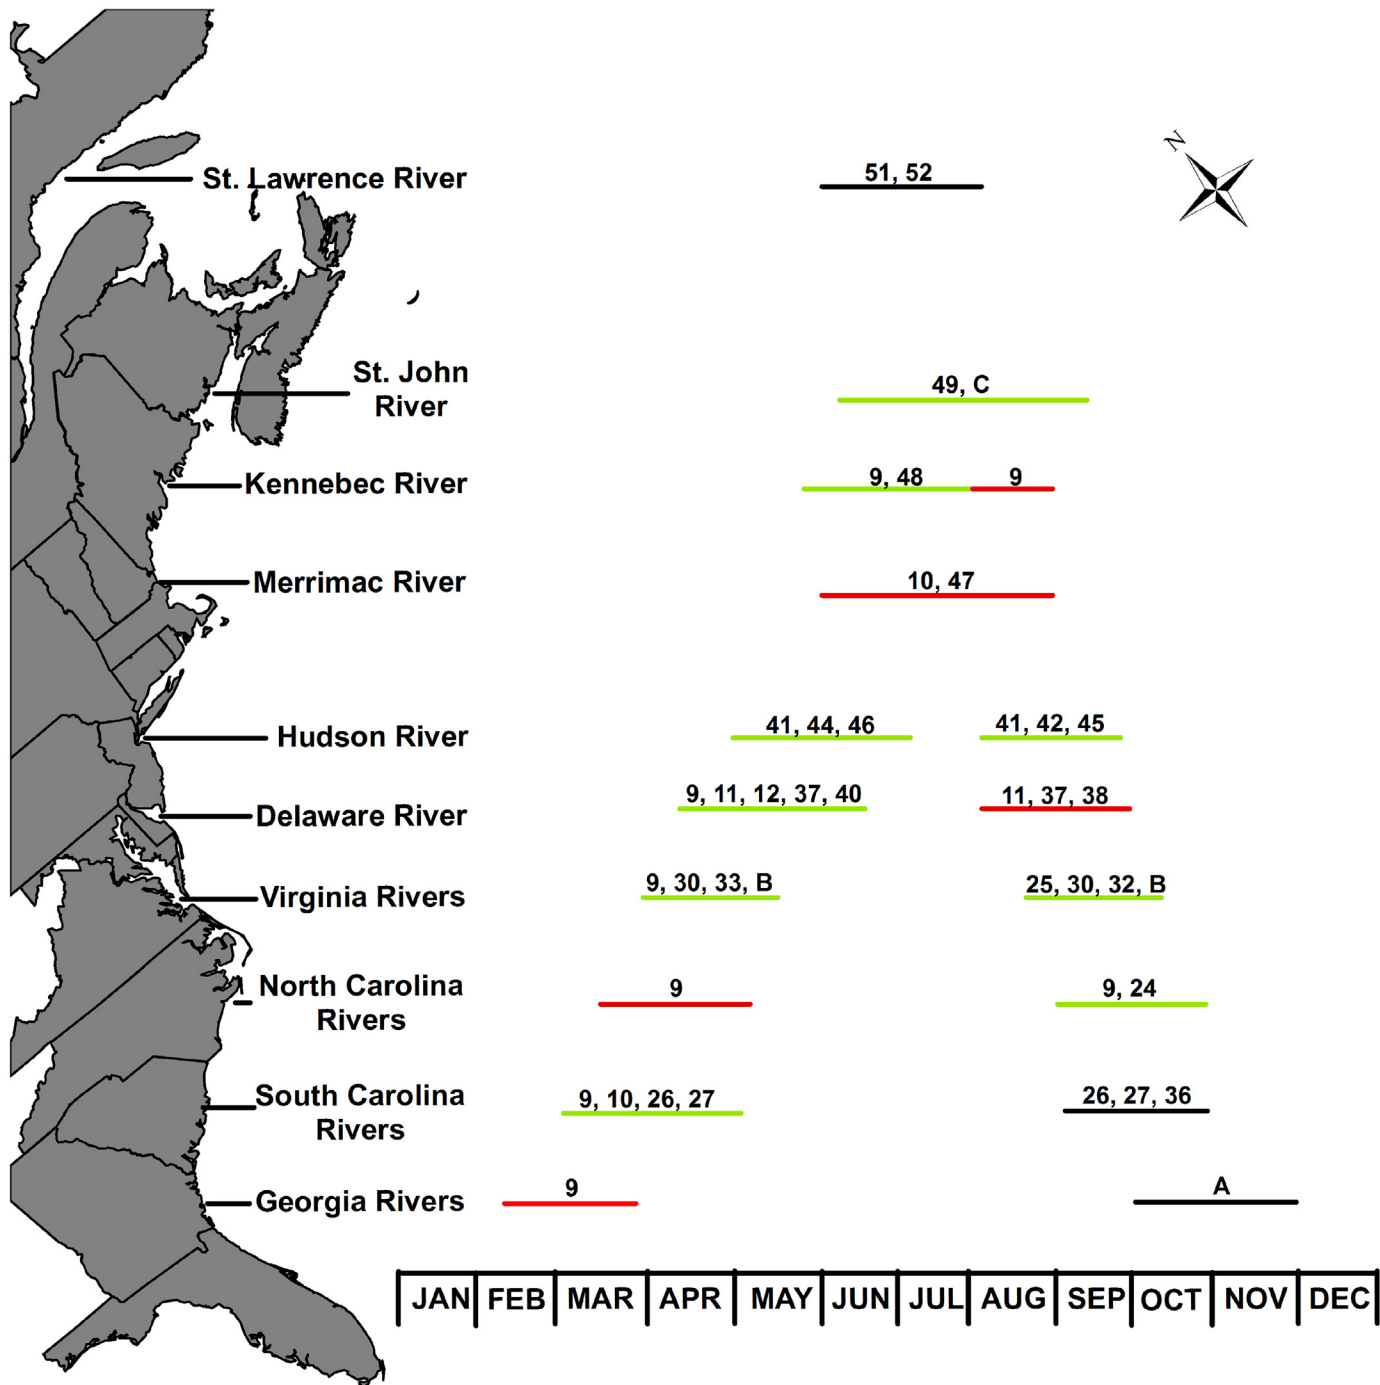 N
St. Lawrence River
51, 52
St. John
River
49, C
Kennebec River
9, 48
9
Merrimac River
10, 47
Hudson River
41, 44, 46
41, 42, 45
Delaware River
9, 11, 12, 37, 40
11, 37, 38
Virginia Rivers
9, 30, 33, B
25, 30, 32, B
North Carolina
Rivers
9
9, 24
South Carolina
Rivers
9, 10, 26, 27
26, 27, 36
Georgia Rivers
9
A
JAN FEB MAR APR MAY JUN JUL AUG SEP OCT NOV DEC